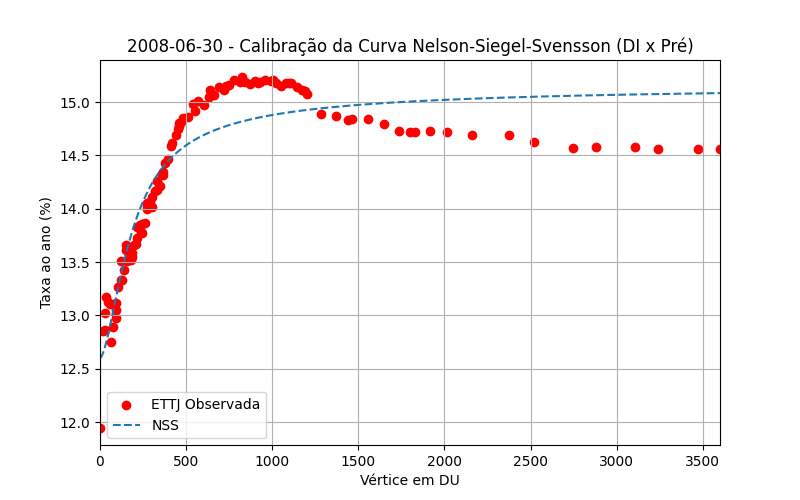 2008-06-30 - Calibração da Curva Nelson-Siegel-Svensson (DI x Pré)
Taxa ao ano (%)
15.0
14.5
14.0
13.5
13.0
12.5
12.0
ETTJ Observada
NSS
0 500 1000 1500 2000 2500 3000 3500
Vértice em DU